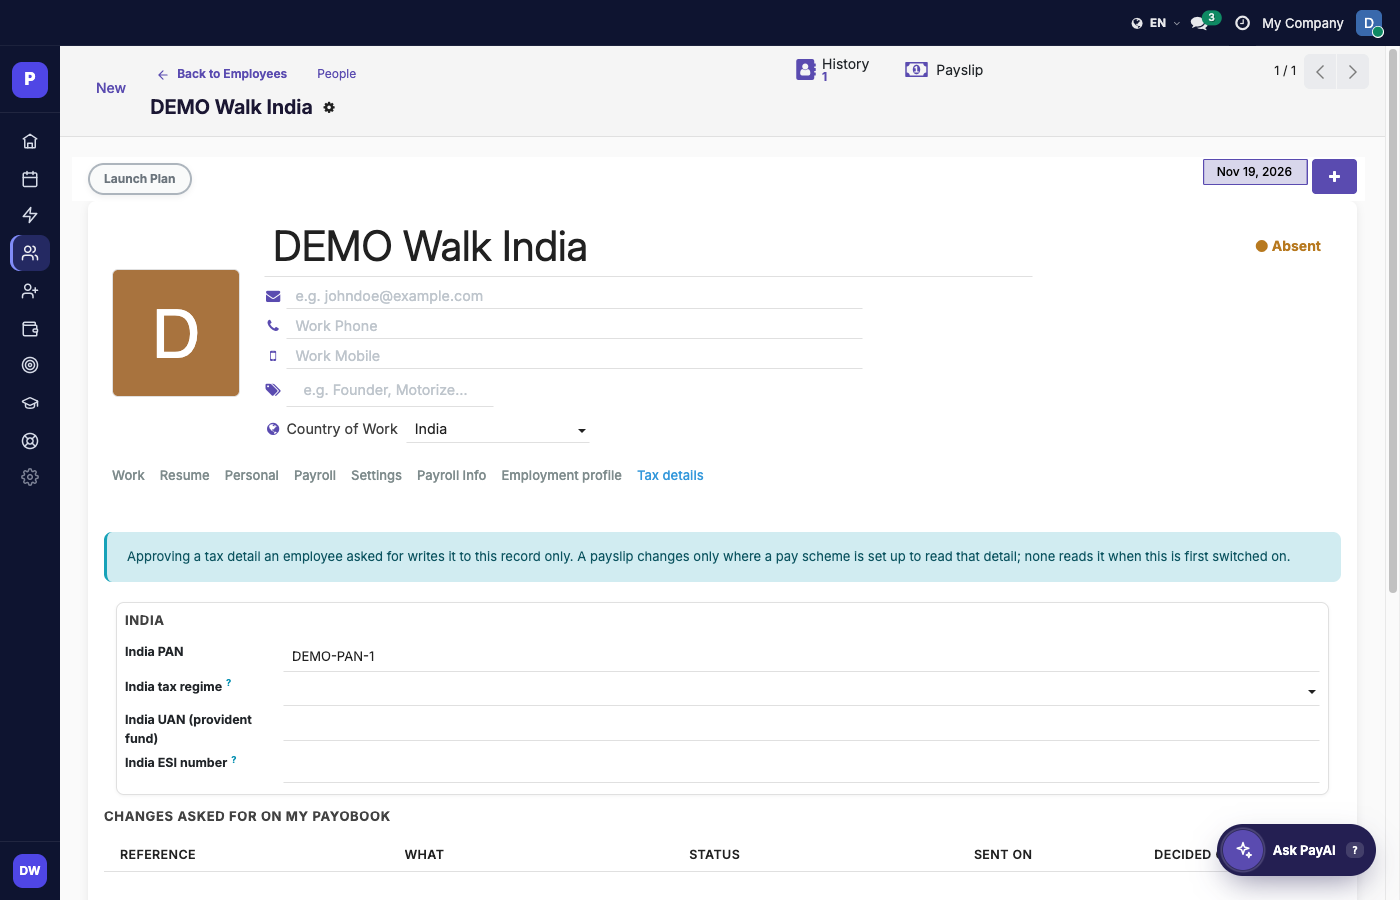 EN
3
My Company
D
P
Back to Employees
People
New
DEMO Walk India
History
1
Payslip
1 / 1
Launch Plan
Nov 19, 2026
+
DEMO Walk India
Absent
D
e.g. johndoe@example.com
Work Phone
Work Mobile
e.g. Founder, Motorize...
Country of Work
India
Work
Resume
Personal
Payroll
Settings
Payroll Info
Employment profile
Tax details
Approving a tax detail an employee asked for writes it to this record only. A payslip changes only where a pay scheme is set up to read that detail; none reads it when this is first switched on.
INDIA
India PAN
DEMO-PAN-1
India tax regime ?
India UAN (provident
fund)
India ESI number ?
CHANGES ASKED FOR ON MY PAYOBOOK
REFERENCE
WHAT
STATUS
SENT ON
DECIDED
Ask PayAI
?
DW